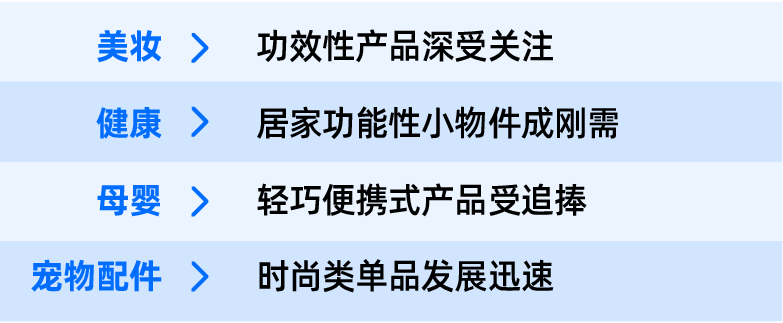 美妆 > 功效性产品深受关注
健康 > 居家功能性小物件成刚需
母婴 > 轻巧便携式产品受追捧
宠物配件 > 时尚类单品发展迅速